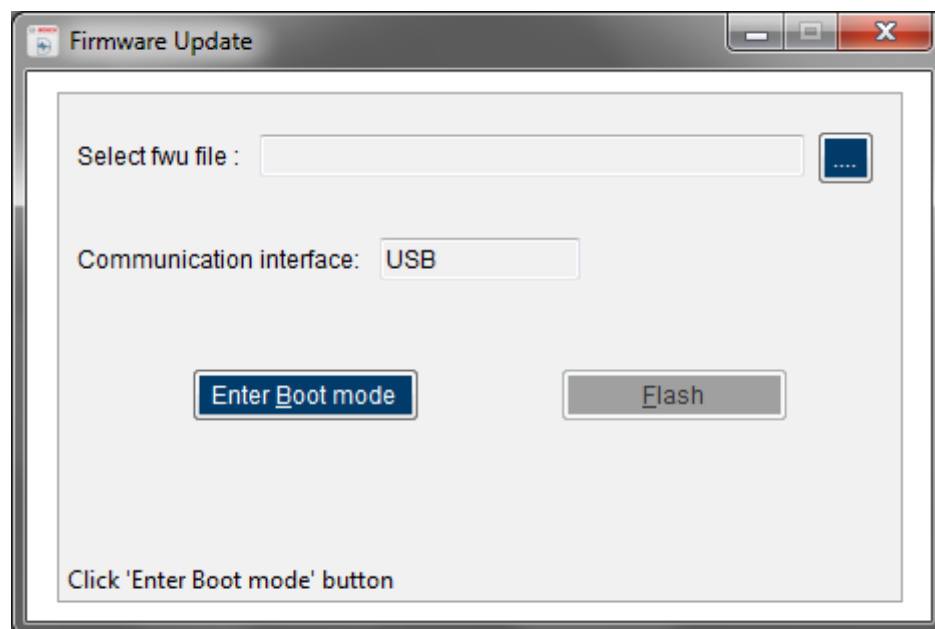 Firmware Update
Select fwu file :
....
Communication interface: USB
Enter Boot mode
Flash
Click 'Enter Boot mode' button